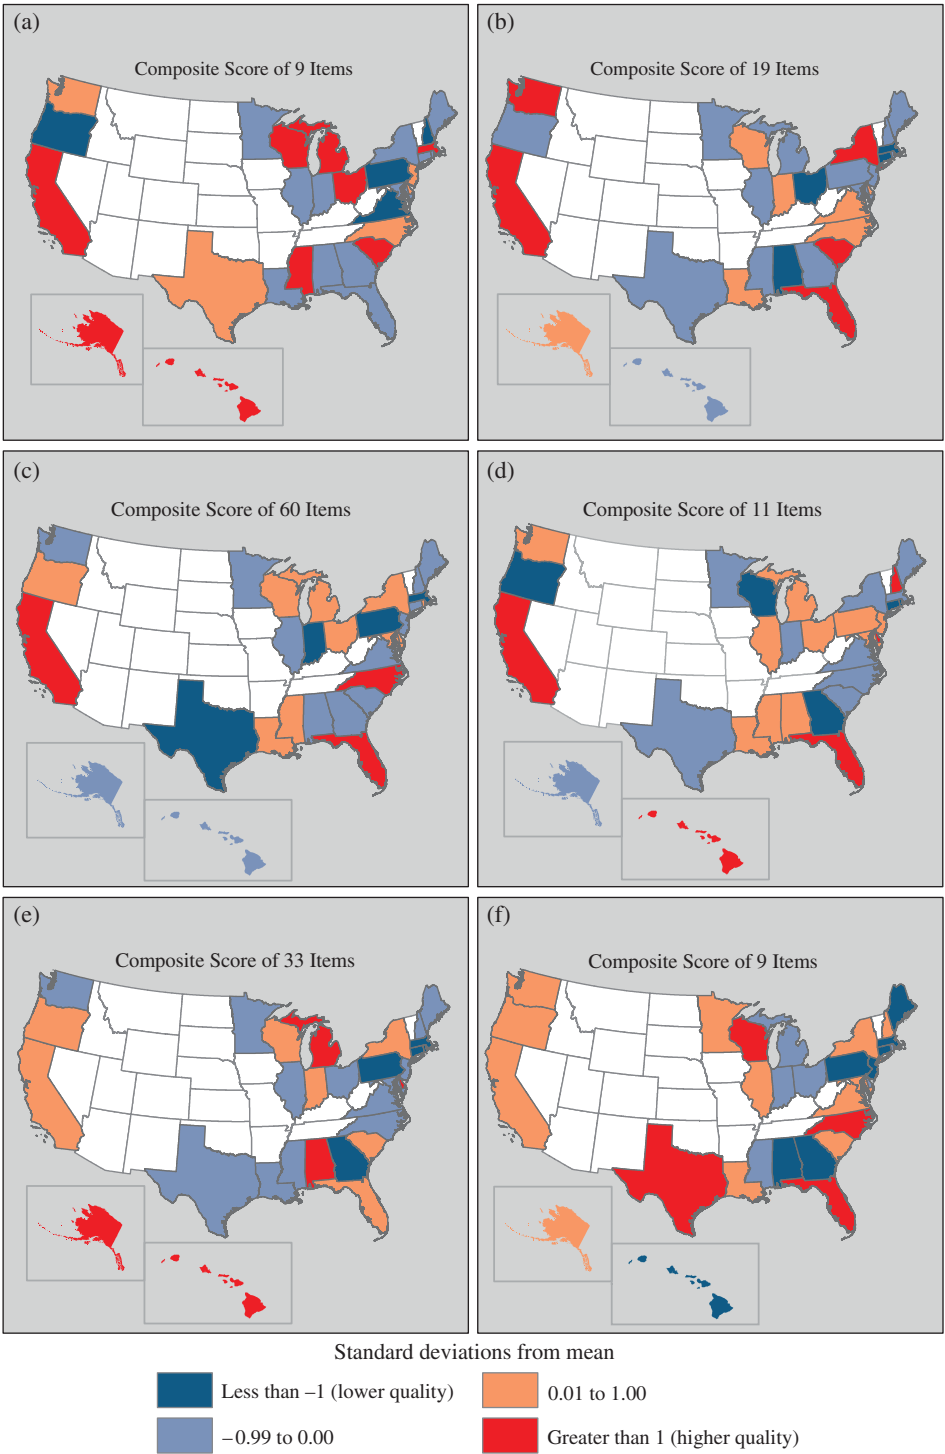 (a)
Composite Score of 9 Items
(b)
Composite Score of 19 Items
(c)
Composite Score of 60 Items
(d)
Composite Score of 11 Items
(e)
Composite Score of 33 Items
(f)
Composite Score of 9 Items
Standard deviations from mean
Less than –1 (lower quality)
0.01 to 1.00
–0.99 to 0.00
Greater than 1 (higher quality)